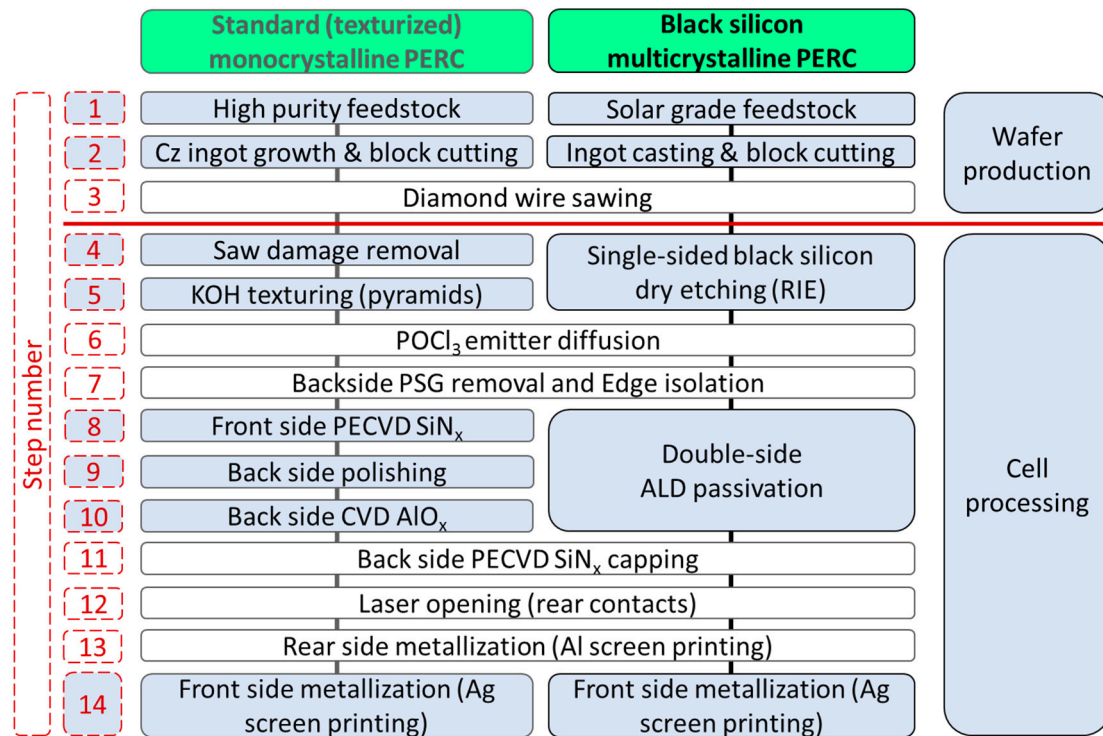 Standard (texturized)
monocrystalline PERC
Black silicon
multicrystalline PERC
Step number
1
High purity feedstock
Solar grade feedstock
Wafer
production
2
Cz ingot growth & block cutting
Ingot casting & block cutting
3
Diamond wire sawing
4
Saw damage removal
Single-sided black silicon
dry etching (RIE)
5
KOH texturing (pyramids)
6
POCl₃ emitter diffusion
7
Backside PSG removal and Edge isolation
8
Front side PECVD SiNₓ
Double-side
ALD passivation
Cell
processing
9
Back side polishing
10
Back side CVD AlOₓ
11
Back side PECVD SiNₓ capping
12
Laser opening (rear contacts)
13
Rear side metallization (Al screen printing)
14
Front side metallization (Ag
screen printing)
Front side metallization (Ag
screen printing)